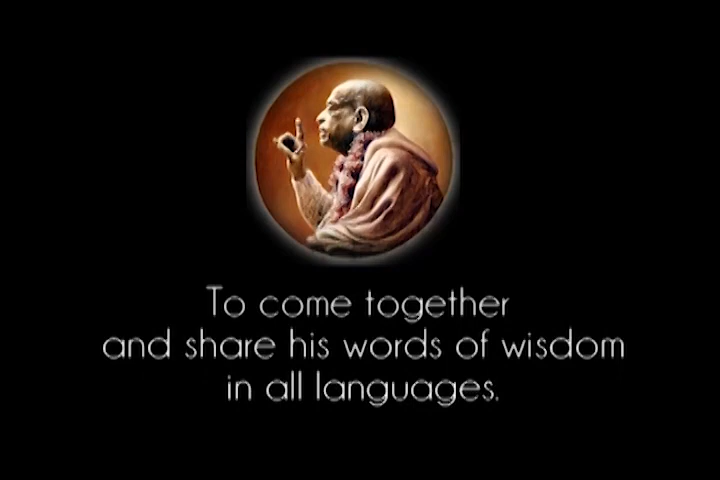 To come together
and share his words of wisdom
in all languages.